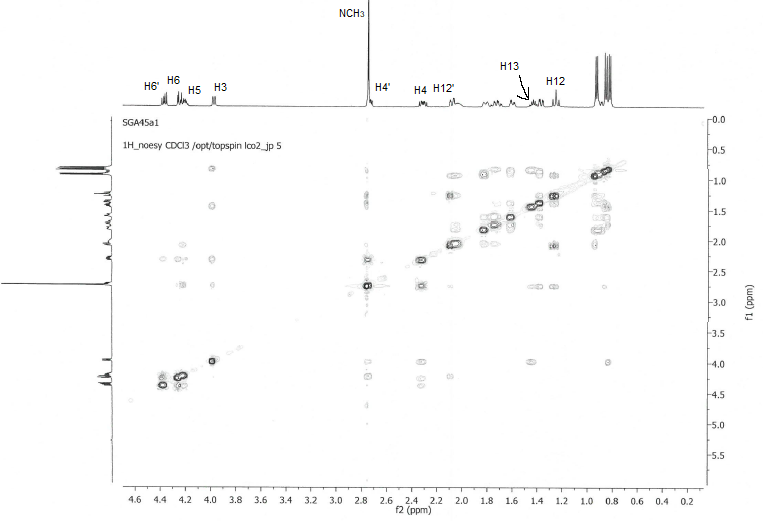 NCH3
H6'
H6
H5
H3
H4'
H4
H12'
H13
H12
SGA45a1
1H_noesy CDCl3 /opt/topspin lco2_jp 5
0.0
0.5
1.0
1.5
2.0
2.5
3.0
3.5
4.0
4.5
5.0
5.5
f1 (ppm)
4.6 4.4 4.2 4.0 3.8 3.6 3.4 3.2 3.0 2.8 2.6 2.4 2.2 2.0 1.8 1.6 1.4 1.2 1.0 0.8 0.6 0.4 0.2
f2 (ppm)